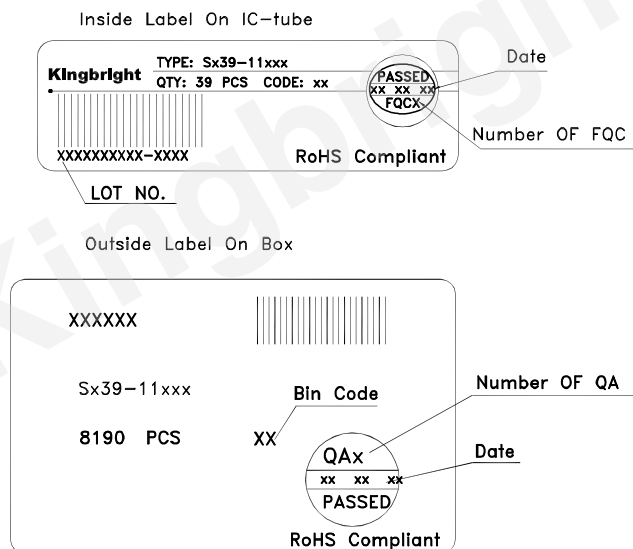 Inside Label On IC-tube
Kingbright
TYPE: Sx39-11xxx
QTY: 39 PCS CODE: xx
PASSED
xx xx xx
FQCX
Date
Number OF FQC
XXXXXXXXXX-XXXX
RoHS Compliant
LOT NO.
Outside Label On Box
XXXXXX
Sx39-11xxx
8190 PCS
Bin Code
XX
Number OF QA
QAx
xx xx xx
PASSED
Date
RoHS Compliant
Kingbright